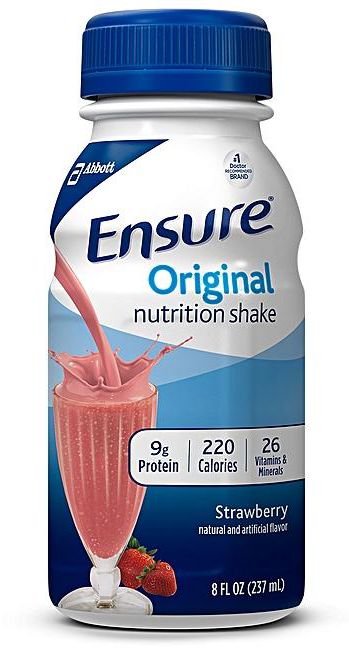 Abbott
#1
Doctor
RECOMMENDED
BRAND
Ensure®
Original
nutrition shake
9g
Protein
220
Calories
26
Vitamins &
Minerals
Strawberry
natural and artificial flavor
8 FL OZ (237 mL)